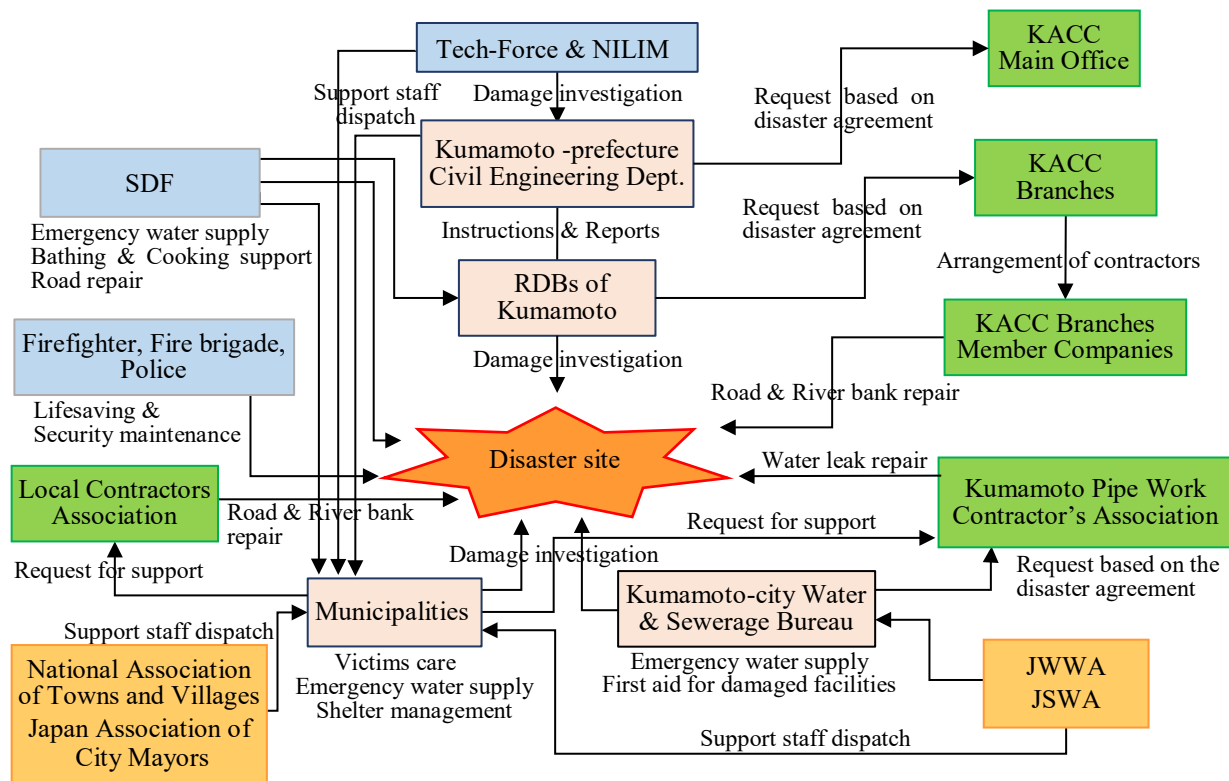 Tech-Force & NILIM
KACC
Main Office
Support staff
dispatch
Damage investigation
Request based on
disaster agreement
Kumamoto -prefecture
Civil Engineering Dept.
SDF
KACC
Branches
Emergency water supply
Bathing & Cooking support
Road repair
Instructions & Reports
Request based on
disaster agreement
Arrangement of contractors
RDBs of
Kumamoto
KACC Branches
Member Companies
Firefighter, Fire brigade,
Police
Damage investigation
Road & River bank repair
Lifesaving &
Security maintenance
Disaster site
Water leak repair
Local Contractors
Association
Road & River bank
repair
Kumamoto Pipe Work
Contractor’s Association
Request for support
Damage investigation
Request for support
Request based on the
disaster agreement
Municipalities
Kumamoto-city Water
& Sewerage Bureau
Support staff dispatch
National Association
of Towns and Villages
Japan Association of
City Mayors
Victims care
Emergency water supply
Shelter management
Emergency water supply
First aid for damaged facilities
JWWA
JSWA
Support staff dispatch